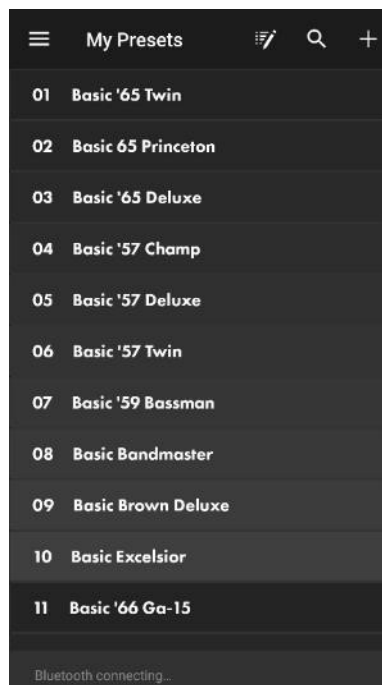 My Presets
01 Basic '65 Twin
02 Basic 65 Princeton
03 Basic '65 Deluxe
04 Basic '57 Champ
05 Basic '57 Deluxe
06 Basic '57 Twin
07 Basic '59 Bassman
08 Basic Bandmaster
09 Basic Brown Deluxe
10 Basic Excelsior
11 Basic '66 Ga-15
Bluetooth connecting...